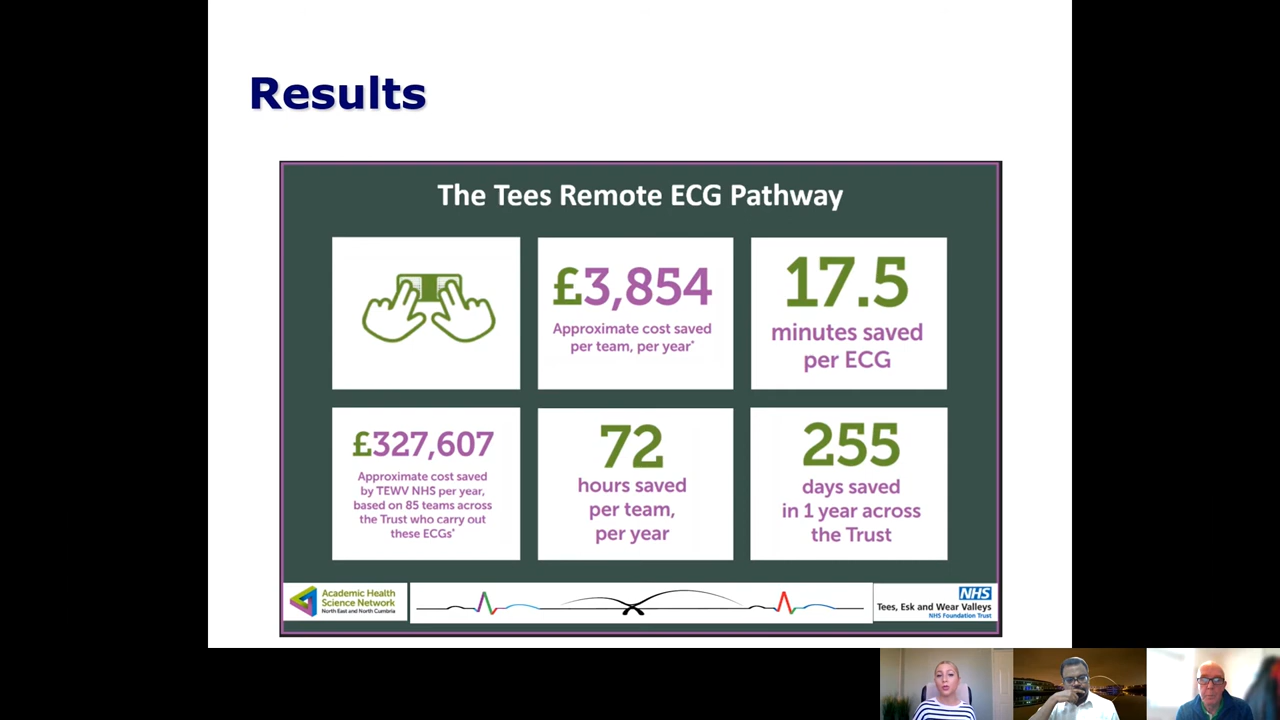 Results
The Tees Remote ECG Pathway
£3,854
Approximate cost saved
per team, per year*
17.5
minutes saved
per ECG
£327,607
Approximate cost saved
by TEWV NHS per year,
based on 85 teams across
the Trust who carry out
these ECGs*
72
hours saved
per team,
per year
255
days saved
in 1 year across
the Trust
Academic Health
Science Network
North East and North Cumbria
NHS
Tees, Esk and Wear Valleys
NHS Foundation Trust